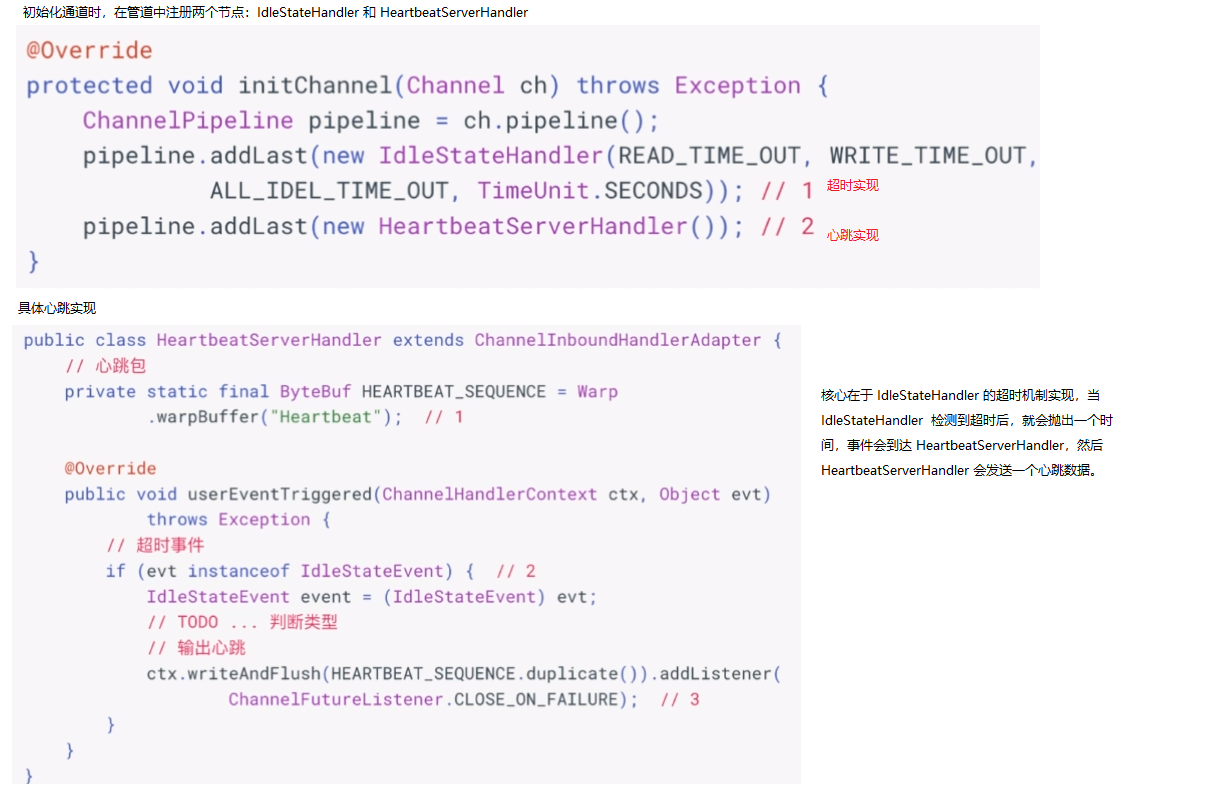 初始化通道时，在管道中注册两个节点：IdleStateHandler 和 HeartbeatServerHandler
@Override
protected void initChannel(Channel ch) throws Exception {
    ChannelPipeline pipeline = ch.pipeline();
    pipeline.addLast(new IdleStateHandler(READ_TIME_OUT, WRITE_TIME_OUT,
            ALL_IDEL_TIME_OUT, TimeUnit.SECONDS)); // 1 超时实现
    pipeline.addLast(new HeartbeatServerHandler()); // 2 心跳实现
}
具体心跳实现
public class HeartbeatServerHandler extends ChannelInboundHandlerAdapter {
    // 心跳包
    private static final ByteBuf HEARTBEAT_SEQUENCE = Warp
            .warpBuffer("Heartbeat");  // 1
    @Override
    public void userEventTriggered(ChannelHandlerContext ctx, Object evt)
            throws Exception {
        // 超时事件
        if (evt instanceof IdleStateEvent) {  // 2
            IdleStateEvent event = (IdleStateEvent) evt;
            // TODO ... 判断类型
            // 输出心跳
            ctx.writeAndFlush(HEARTBEAT_SEQUENCE.duplicate()).addListener(
                    ChannelFutureListener.CLOSE_ON_FAILURE);  // 3
        }
    }
}
核心在于 IdleStateHandler 的超时机制实现，当
IdleStateHandler 检测到超时后，就会抛出一个时
间，事件会到达 HeartbeatServerHandler，然后
HeartbeatServerHandler 会发送一个心跳数据。